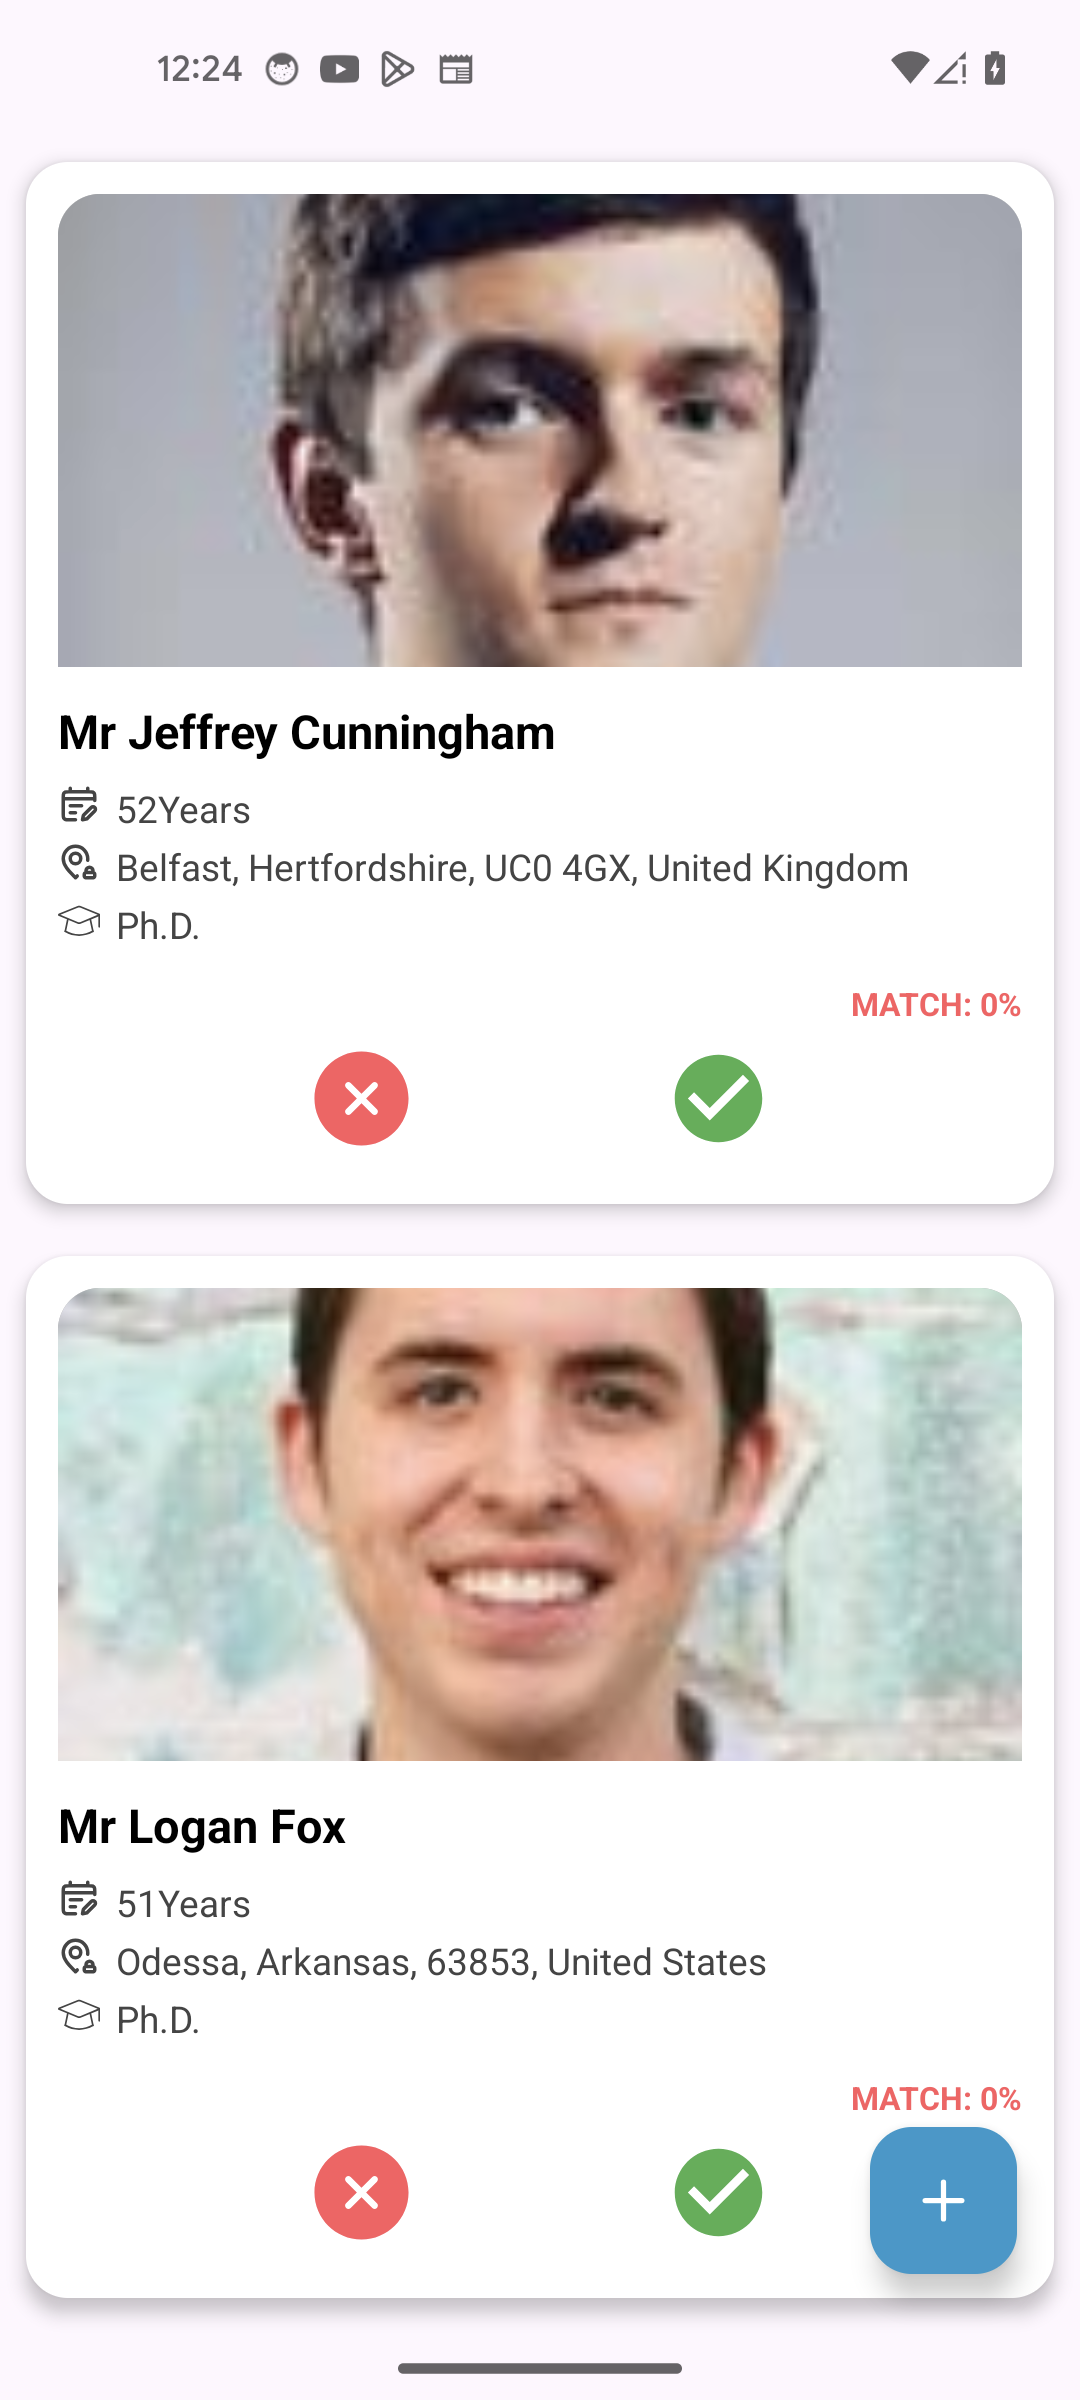 12:24
Mr Jeffrey Cunningham
52Years
Belfast, Hertfordshire, UC0 4GX, United Kingdom
Ph.D.
MATCH: 0%
Mr Logan Fox
51Years
Odessa, Arkansas, 63853, United States
Ph.D.
MATCH: 0%